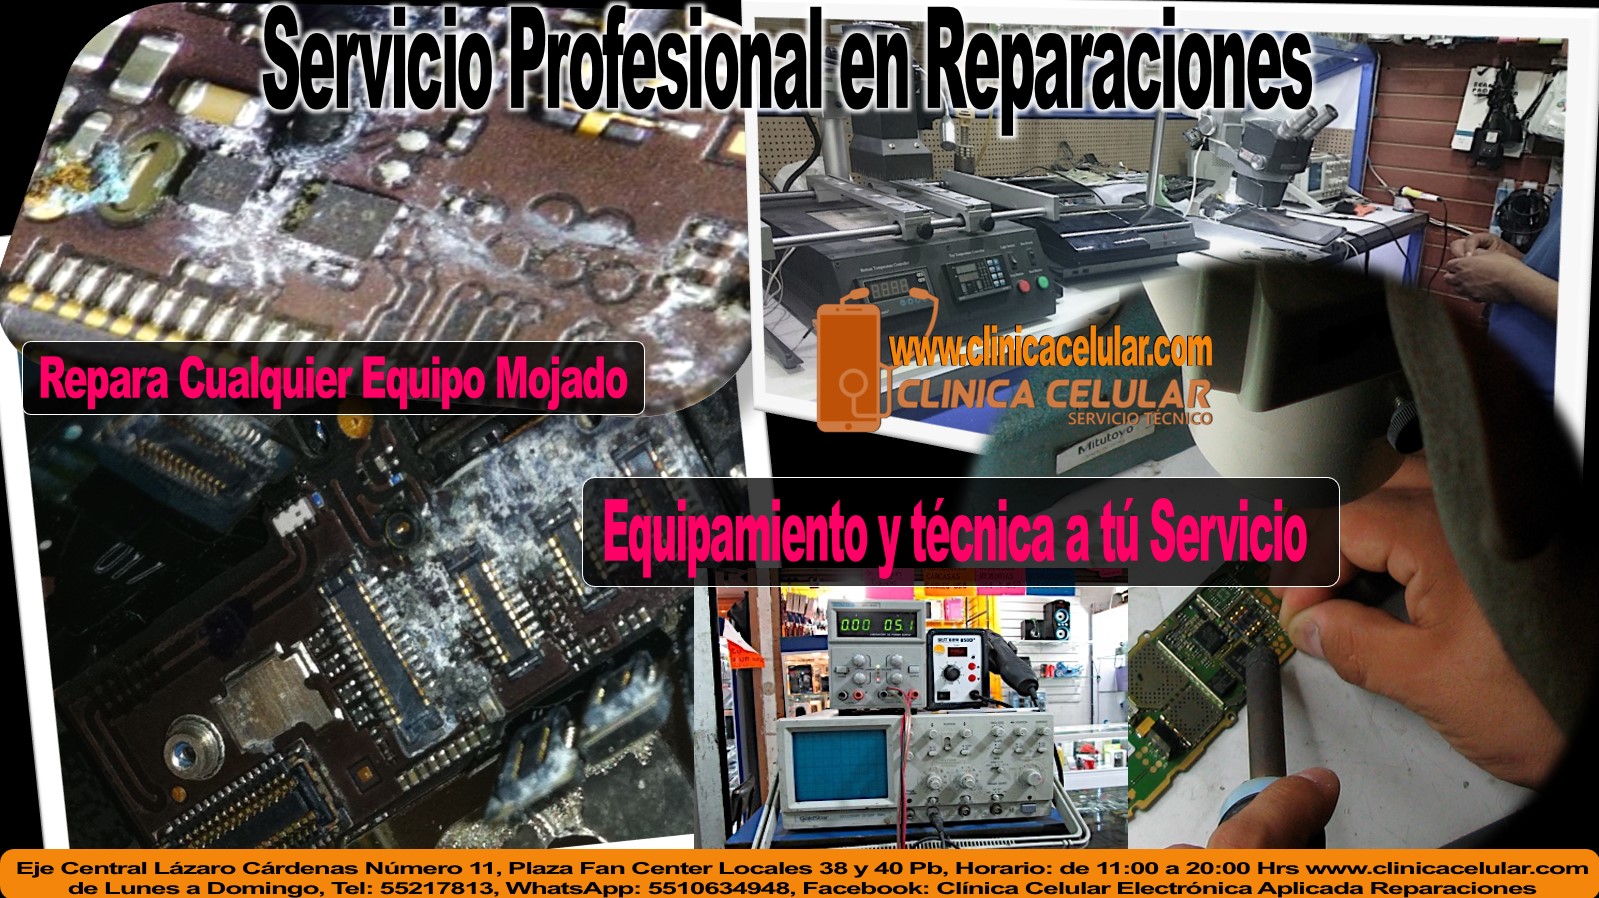 Servicio Profesional en Reparaciones
www.clinicacelular.com
CLINICA CELULAR
SERVICIO TÉCNICO
Repara Cualquier Equipo Mojado
Mitutoyo
Equipamiento y técnica a tú Servicio
0.00 05.1
GoldStar
Eje Central Lázaro Cárdenas Número 11, Plaza Fan Center Locales 38 y 40 Pb, Horario: de 11:00 a 20:00 Hrs www.clinicacelular.com
de Lunes a Domingo, Tel: 55217813, WhatsApp: 5510634948, Facebook: Clínica Celular Electrónica Aplicada Reparaciones